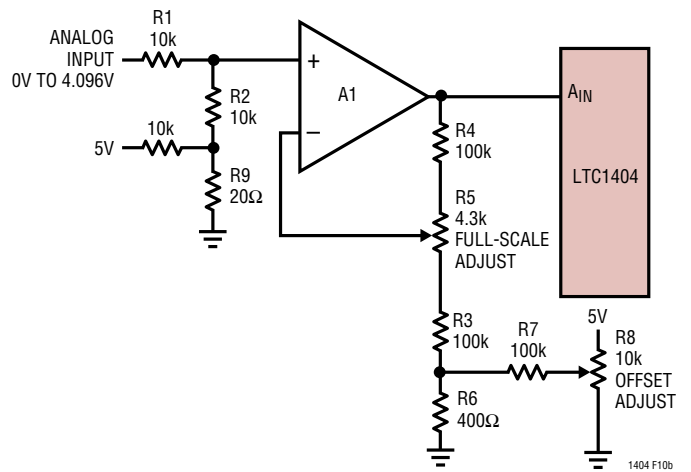 R1
10k
ANALOG
INPUT
0V TO 4.096V
R2
10k
10k
5V
R9
20Ω
+
A1
−
A_IN
LTC1404
R4
100k
R5
4.3k
FULL-SCALE
ADJUST
R3
100k
R7
100k
5V
R8
10k
OFFSET
ADJUST
R6
400Ω
1404 F10b